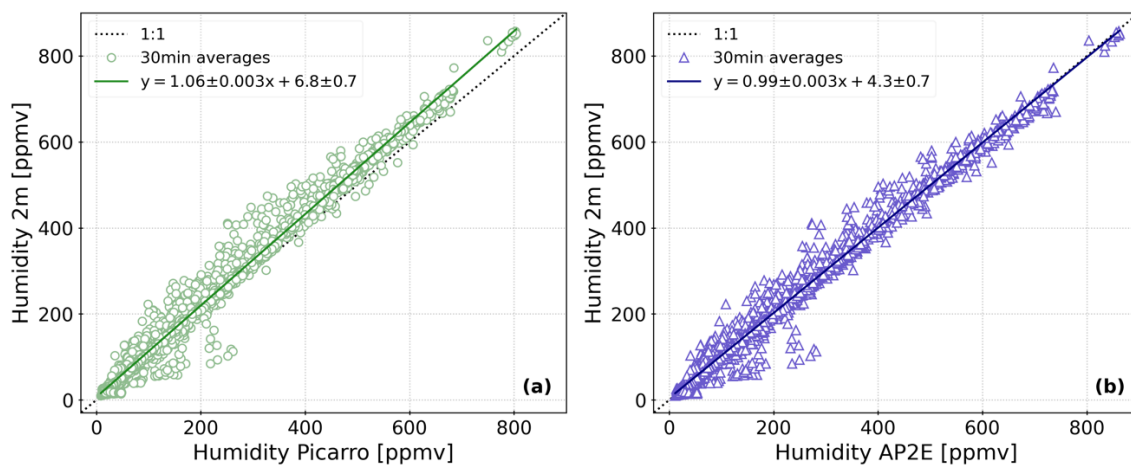 1:1
30min averages
y = 1.06±0.003x + 6.8±0.7
Humidity 2m [ppmv]
800
600
400
200
0
(a)
0 200 400 600 800
Humidity Picarro [ppmv]
1:1
30min averages
y = 0.99±0.003x + 4.3±0.7
Humidity 2m [ppmv]
800
600
400
200
0
(b)
0 200 400 600 800
Humidity AP2E [ppmv]